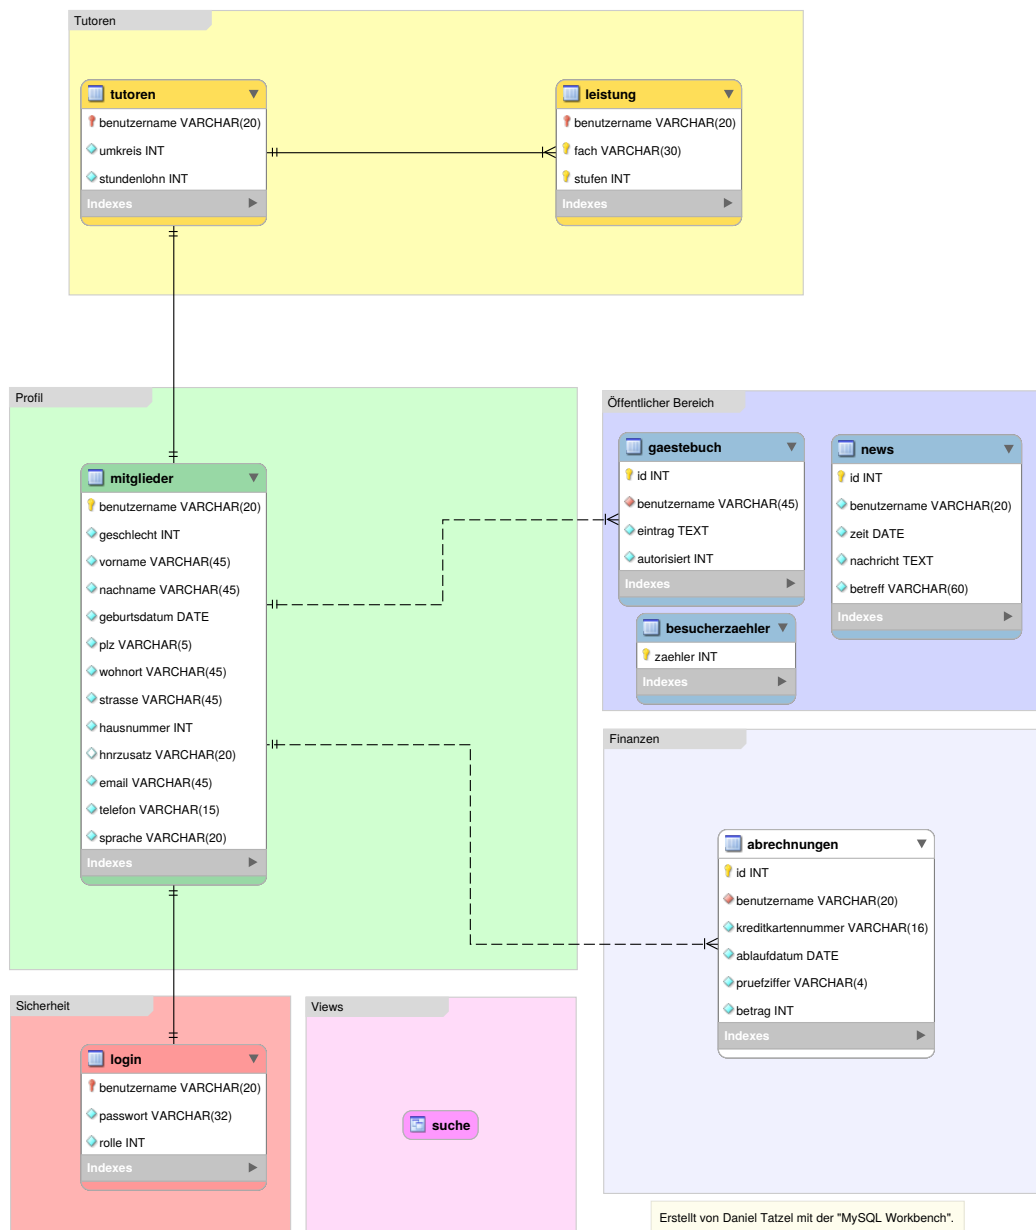 Tutoren
tutoren
benutzername VARCHAR(20)
umkreis INT
stundenlohn INT
Indexes
leistung
benutzername VARCHAR(20)
fach VARCHAR(30)
stufen INT
Indexes
Profil
mitglieder
benutzername VARCHAR(20)
geschlecht INT
vorname VARCHAR(45)
nachname VARCHAR(45)
geburtsdatum DATE
plz VARCHAR(5)
wohnort VARCHAR(45)
strasse VARCHAR(45)
hausnummer INT
hnrzusatz VARCHAR(20)
email VARCHAR(45)
telefon VARCHAR(15)
sprache VARCHAR(20)
Indexes
Öffentlicher Bereich
gaestebuch
id INT
benutzername VARCHAR(45)
eintrag TEXT
autorisiert INT
Indexes
news
id INT
benutzername VARCHAR(20)
zeit DATE
nachricht TEXT
betreff VARCHAR(60)
Indexes
besucherzaehler
zaehler INT
Indexes
Finanzen
abrechnungen
id INT
benutzername VARCHAR(20)
kreditkartennummer VARCHAR(16)
ablaufdatum DATE
pruefziffer VARCHAR(4)
betrag INT
Indexes
Sicherheit
login
benutzername VARCHAR(20)
passwort VARCHAR(32)
rolle INT
Indexes
Views
suche
Erstellt von Daniel Tatzel mit der "MySQL Workbench".